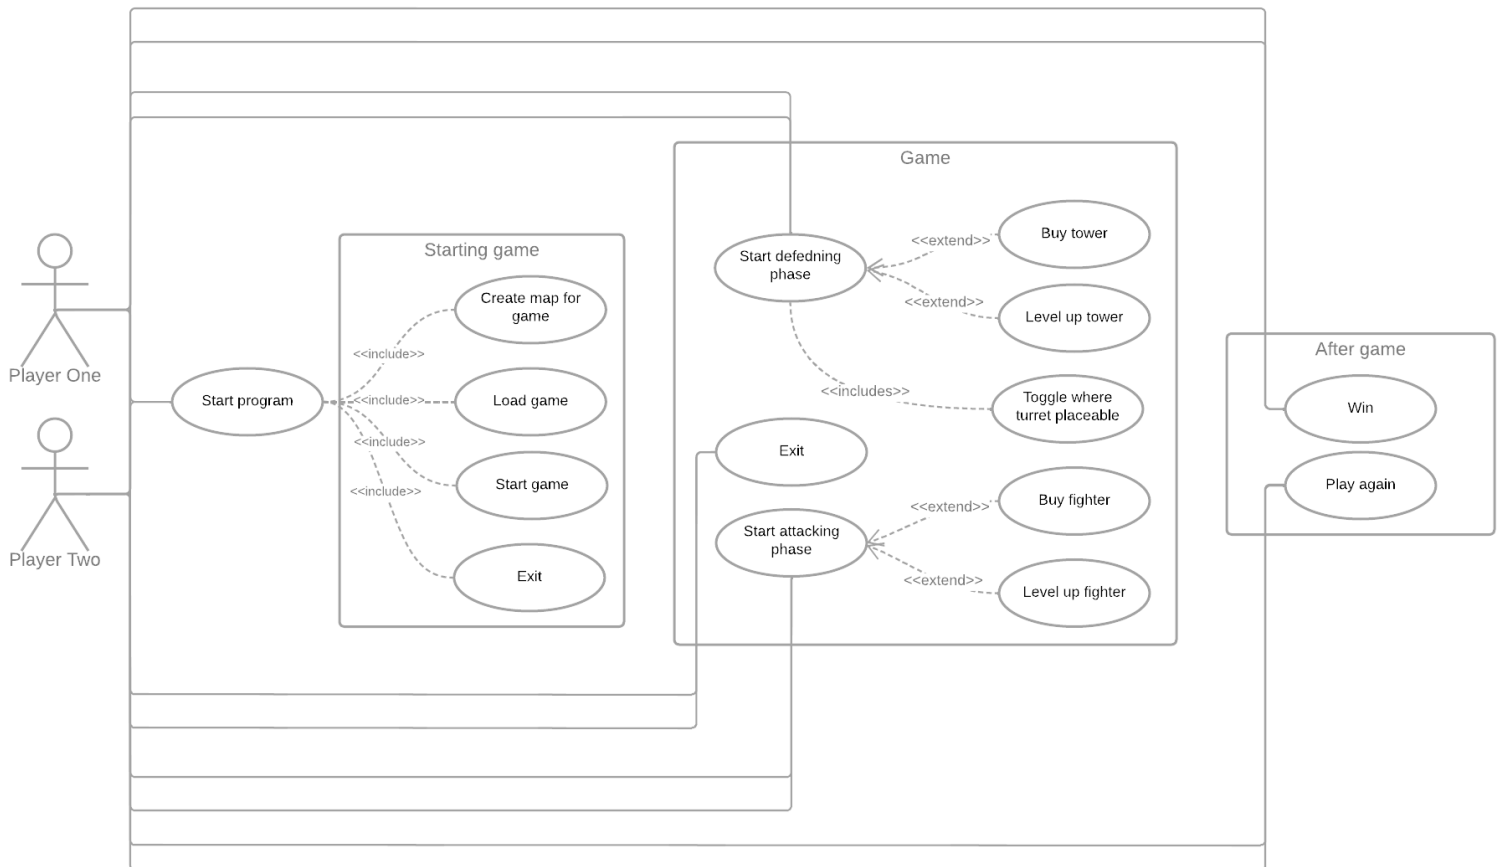 Player One
Player Two
Start program
Starting game
Create map for
game
<<include>>
<<include>>
Load game
<<include>>
Start game
<<include>>
Exit
Game
Start defedning
phase
<<extend>>
Buy tower
<<extend>>
Level up tower
<<includes>>
Toggle where
turret placeable
Exit
Start attacking
phase
<<extend>>
Buy fighter
<<extend>>
Level up fighter
After game
Win
Play again